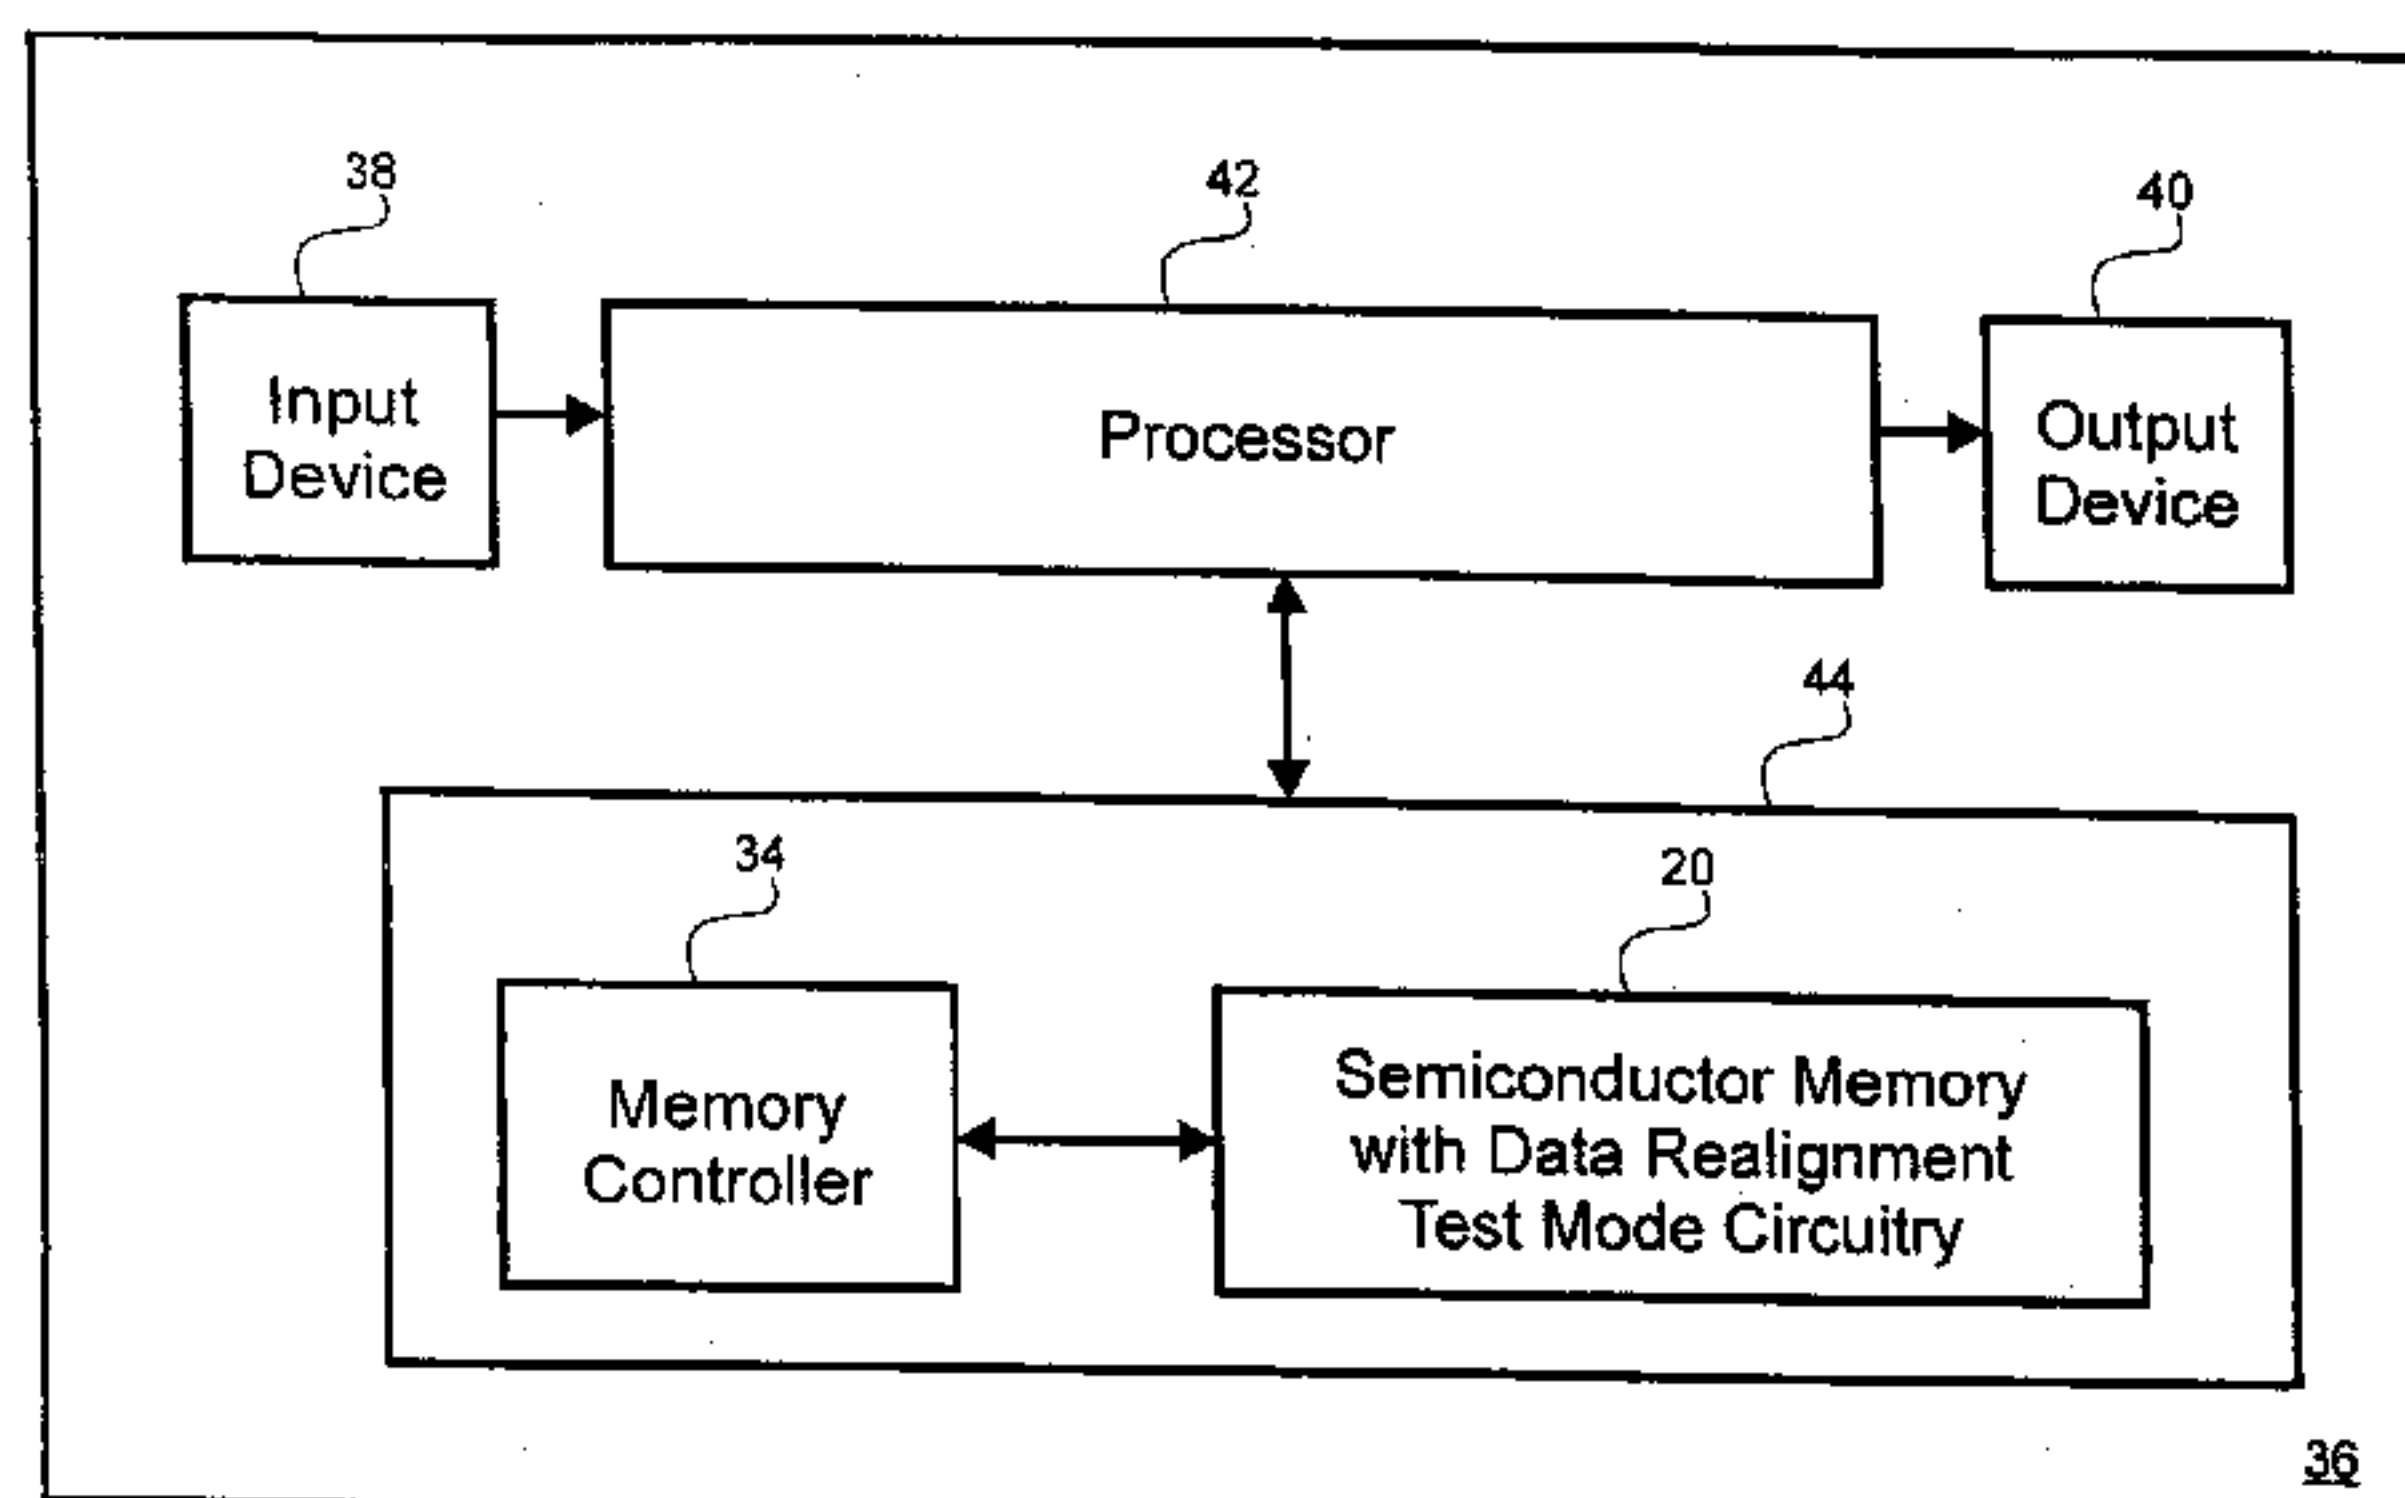 38
42
40
Input
Device
Processor
Output
Device
44
34
20
Memory
Controller
Semiconductor Memory
with Data Realignment
Test Mode Circuitry
36